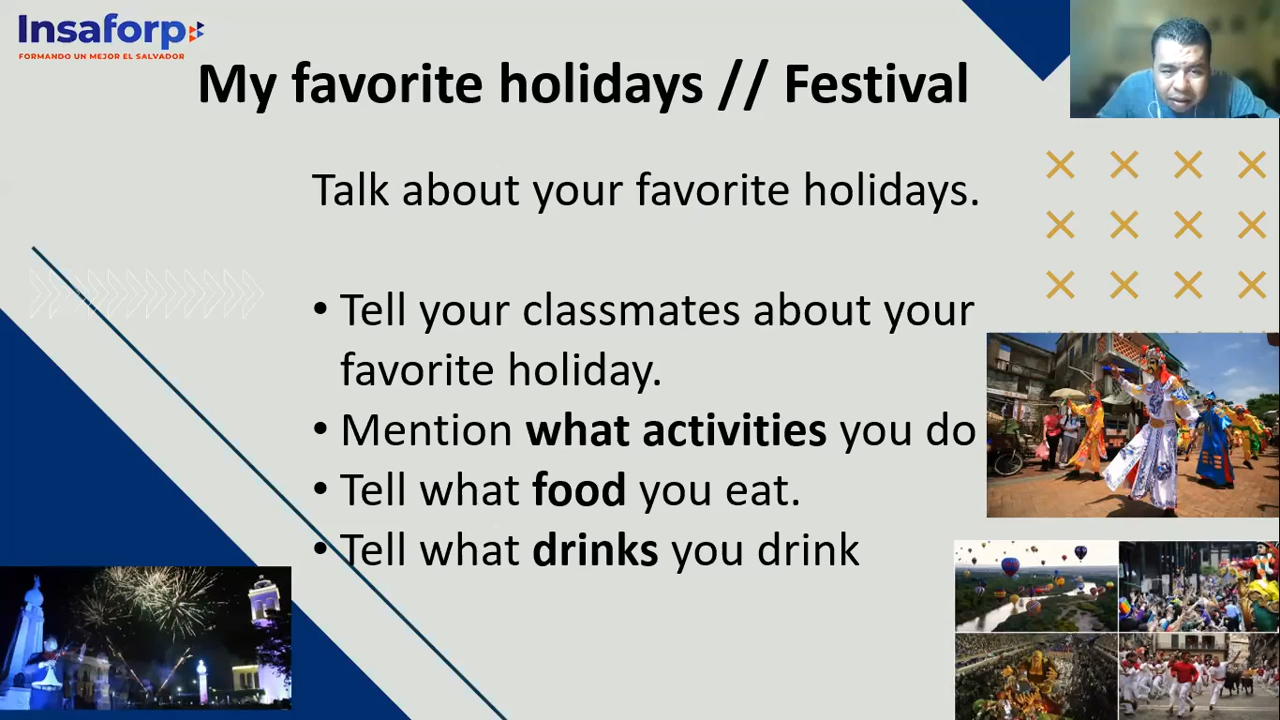 Insaforp
FORMANDO UN MEJOR EL SALVADOR
My favorite holidays // Festival
Talk about your favorite holidays.
• Tell your classmates about your
favorite holiday.
• Mention what activities you do
• Tell what food you eat.
• Tell what drinks you drink